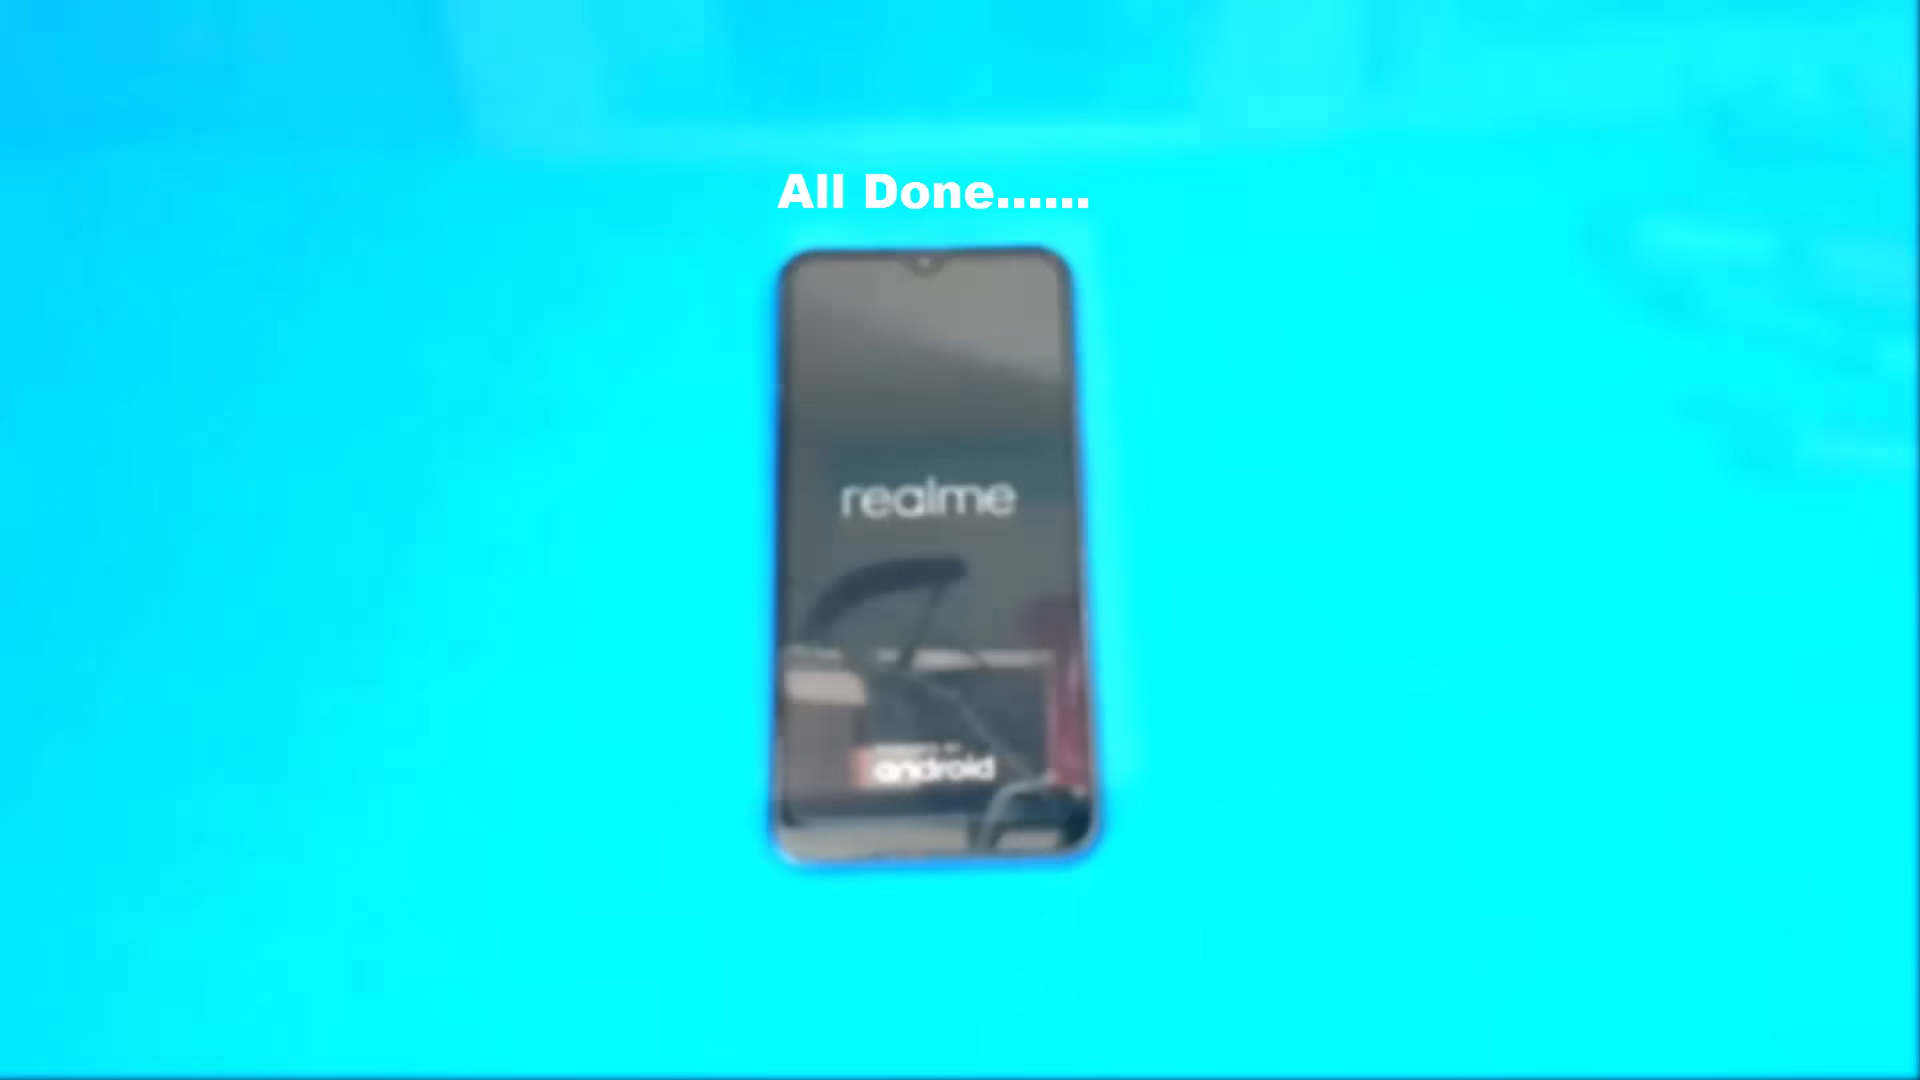 All Done......
realme
android